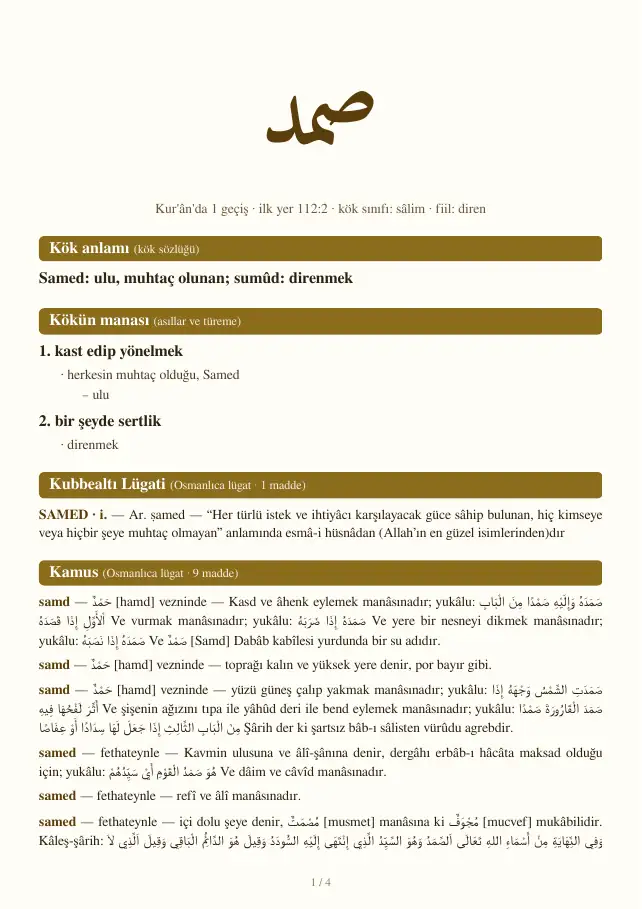 صمد
Kur'ân'da 1 geçiş · ilk yer 112:2 · kök sınıfı: sâlim · fiil: diren
Kök anlamı (kök sözlüğü)
Samed: ulu, muhtaç olunan; sumûd: direnmek
Kökün manası (asıllar ve türeme)
1. kast edip yönelmek
· herkesin muhtaç olduğu, Samed
– ulu
2. bir şeyde sertlik
· direnmek
Kubbealtı Lügati (Osmanlıca lügat · 1 madde)
SAMED · i. — Ar. ṣamed — “Her türlü istek ve ihtiyâcı karşılayacak güce sâhip bulunan, hiç kimseye
veya hiçbir şeye muhtaç olmayan” anlamında esmâ-i hüsnâdan (Allah’ın en güzel isimlerinden)dır
Kamus (Osmanlıca lügat · 9 madde)
samd — حَمْدٌ [hamd] vezninde — Kasd ve âhenk eylemek manâsınadır; yukâlu: صَمَدَهُ وَإِلَيْهِ صَمْدًا مِنَ الْبَابِ
الْأَوَّلِ إِذَا قَصَدَهُ Ve vurmak manâsınadır; yukâlu: صَمَدَهُ إِذَا ضَرَبَهُ Ve yere bir nesneyi dikmek manâsınadır;
yukâlu: صَمَدَهُ إِذَا نَصَبَهُ Ve صَمْدٌ [Samd] Dabâb kabîlesi yurdunda bir su adıdır.
samd — حَمْدٌ [hamd] vezninde — toprağı kalın ve yüksek yere denir, por bayır gibi.
samd — حَمْدٌ [hamd] vezninde — yüzü güneş çalıp yakmak manâsınadır; yukâlu: صَمَدَتِ الشَّمْسُ وَجْهَهُ إِذَا
أَثَّرَ لَفْحُهَا فِيهِ Ve şişenin ağızını tıpa ile yâhûd deri ile bend eylemek manâsınadır; yukâlu: صَمَدَ الْقَارُورَةَ صَمْدًا
مِنَ الْبَابِ الثَّالِثِ إِذَا جَعَلَ لَهَا سِدَادًا أَوْ عِفَاصًا Şârih der ki şartsız bâb-ı sâlisten vürûdu agrebdir.
samed — fethateynle — Kavmin ulusuna ve âlî-şânına denir, dergâhı erbâb-ı hâcâta maksad olduğu
için; yukâlu: هُوَ صَمَدُ الْقَوْمِ أَيْ سَيِّدُهُمْ Ve dâim ve câvîd manâsınadır.
samed — fethateynle — refî ve âlî manâsınadır.
samed — fethateynle — içi dolu şeye denir, مُصْمَتٌ [musmet] manâsına ki مُجَوَّفٌ [mucvef] mukâbilidir.
Kâleş-şârih: وَفِي النِّهَايَةِ مِنْ أَسْمَاءِ اللهِ تَعَالَى اَلصَّمَدُ وَهُوَ السَّيِّدُ الَّذِي إِنْتَهَى إِلَيْهِ السُّودَدُ وَقِيلَ هُوَ الدَّائِمُ الْبَاقِي وَقِيلَ الَّذِي لاَ
1 / 4